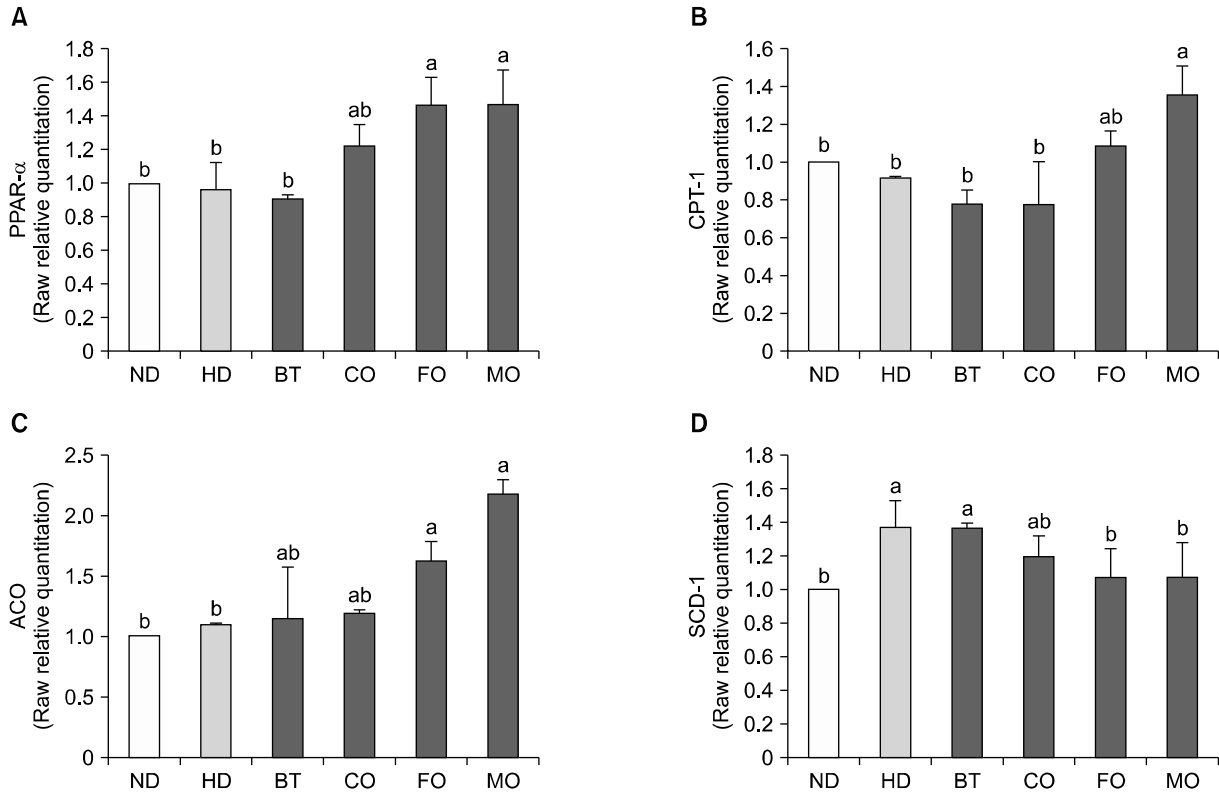 A
PPAR-α
(Raw relative quantitation)
1.8
1.6
1.4
1.2
1.0
0.8
0.6
0.4
0.2
0
b
b
b
ab
a
a
ND HD BT CO FO MO
B
CPT-1
(Raw relative quantitation)
1.6
1.4
1.2
1.0
0.8
0.6
0.4
0.2
0
b
b
b
b
ab
a
ND HD BT CO FO MO
C
ACO
(Raw relative quantitation)
2.5
2.0
1.5
1.0
0.5
0
b
b
ab
ab
a
a
ND HD BT CO FO MO
D
SCD-1
(Raw relative quantitation)
1.8
1.6
1.4
1.2
1.0
0.8
0.6
0.4
0.2
0
b
a
a
ab
b
b
ND HD BT CO FO MO